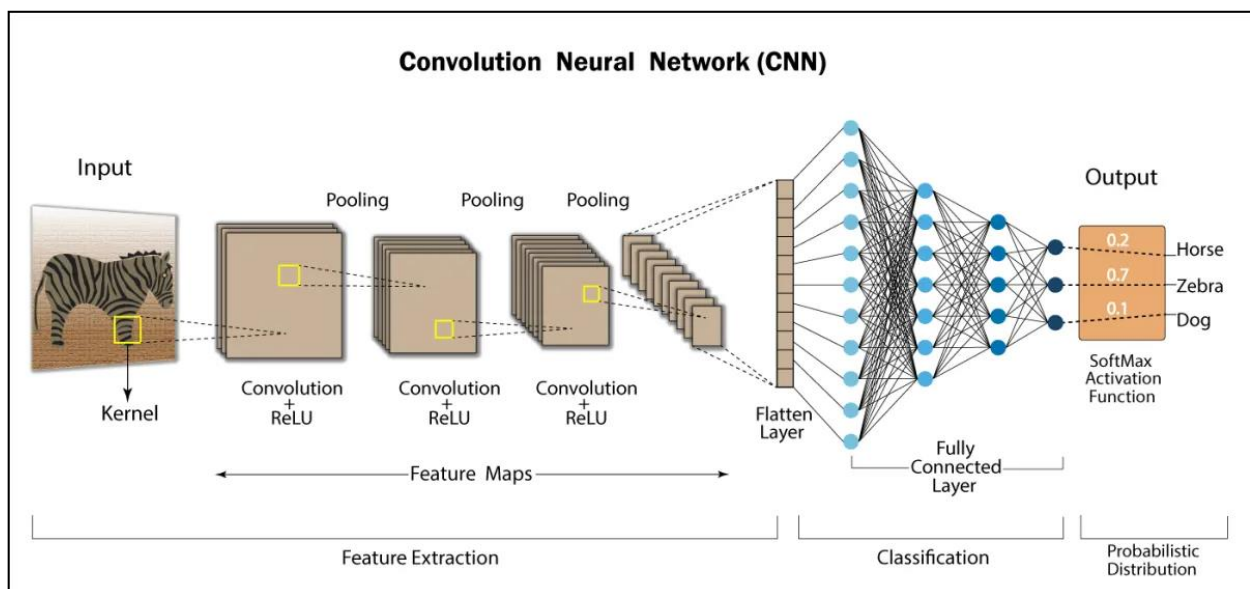 Convolution Neural Network (CNN)
Input
Kernel
Pooling
Pooling
Pooling
Convolution
+
ReLU
Convolution
+
ReLU
Convolution
+
ReLU
Feature Maps
Flatten
Layer
Fully
Connected
Layer
Output
0.2
Horse
0.7
Zebra
0.1
Dog
SoftMax
Activation
Function
Feature Extraction
Classification
Probabilistic
Distribution